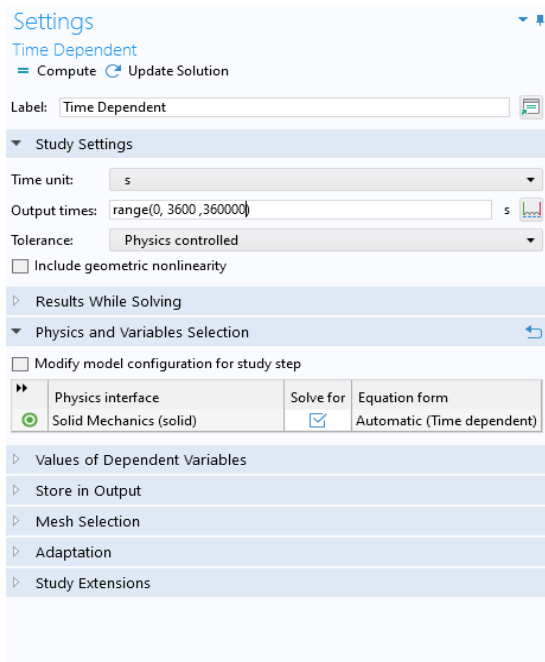 Settings
Time Dependent
= Compute Update Solution
Label: Time Dependent
Study Settings
Time unit: s
Output times: range(0, 3600 ,360000) s
Tolerance: Physics controlled
Include geometric nonlinearity
Results While Solving
Physics and Variables Selection
Modify model configuration for study step
Physics interface Solve for Equation form
Solid Mechanics (solid) Automatic (Time dependent)
Values of Dependent Variables
Store in Output
Mesh Selection
Adaptation
Study Extensions